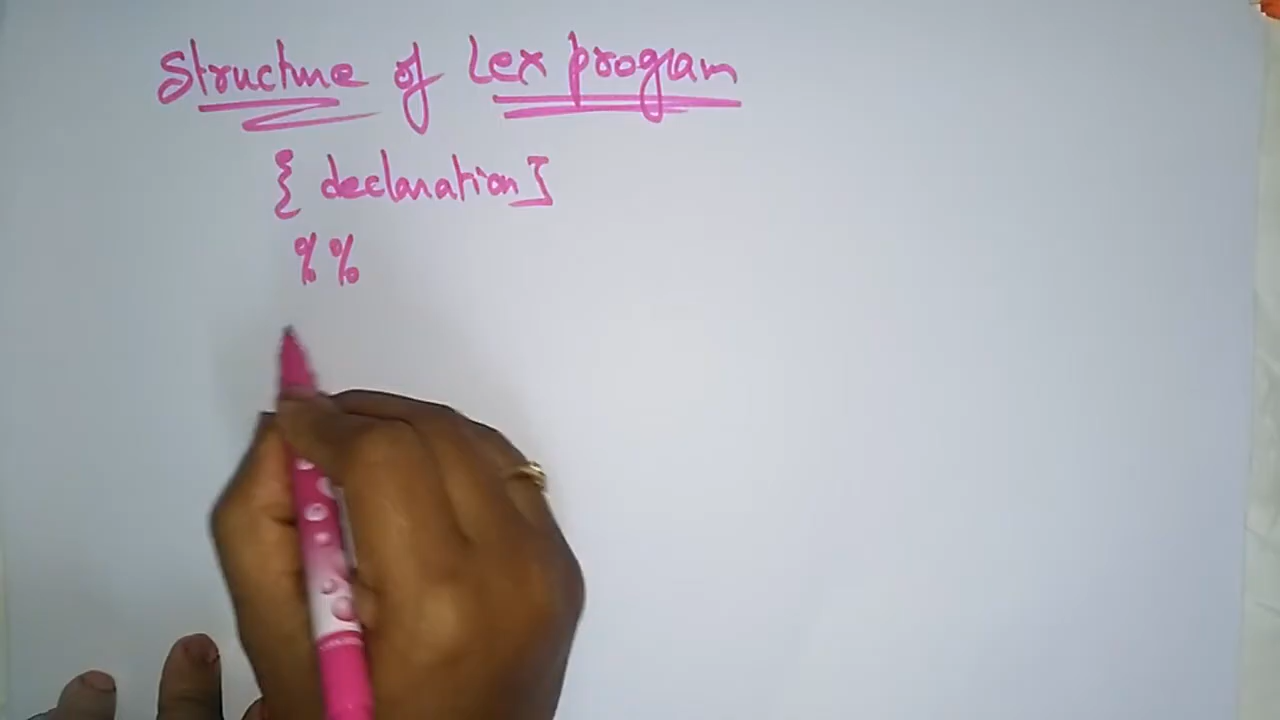 Structure of Lex program
{ declaration }
%%